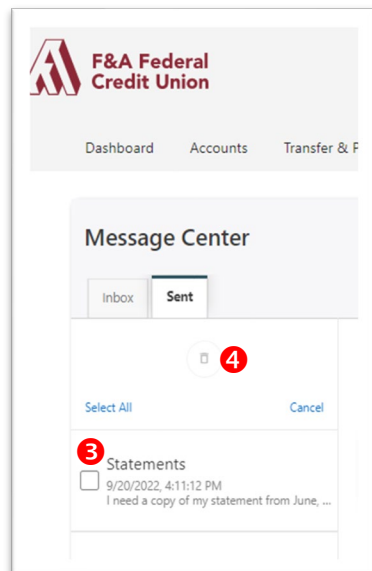 F&A Federal
Credit Union
Dashboard Accounts Transfer & P
Message Center
Inbox Sent
4
Select All Cancel
3
Statements
9/20/2022, 4:11:12 PM
I need a copy of my statement from June, ...